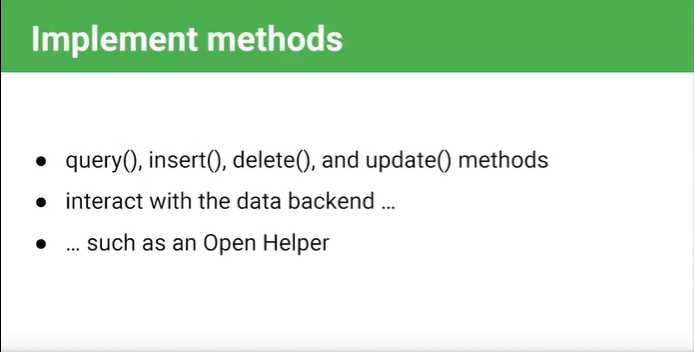 Implement methods
● query(), insert(), delete(), and update() methods
● interact with the data backend ...
● ... such as an Open Helper